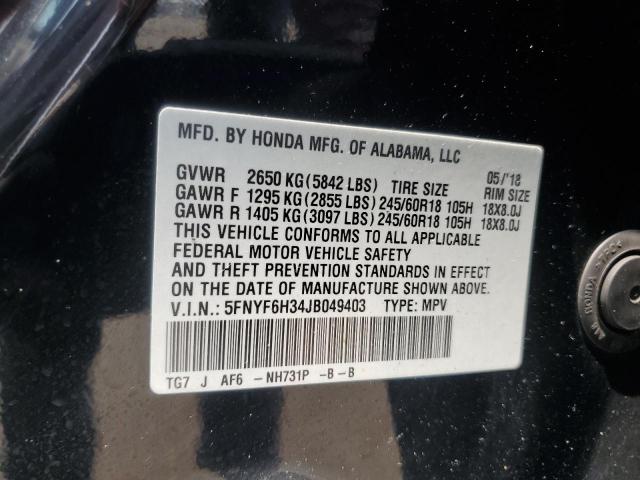 MFD. BY HONDA MFG. OF ALABAMA, LLC
05/'18
GVWR 2650 KG(5842 LBS) TIRE SIZE RIM SIZE
GAWR F 1295 KG(2855 LBS)245/60R18 105H 18X8.0J
GAWR R 1405 KG(3097 LBS)245/60R18 105H 18X8.0J
THIS VEHICLE CONFORMS TO ALL APPLICABLE
FEDERAL MOTOR VEHICLE SAFETY
AND THEFT PREVENTION STANDARDS IN EFFECT
ON THE DATE OF MANUFACTURE SHOWN ABOVE.
V.I.N.: 5FNYF6H34JB049403 TYPE: MPV
TG7 J AF6 -NH731P -B-B
HONDA